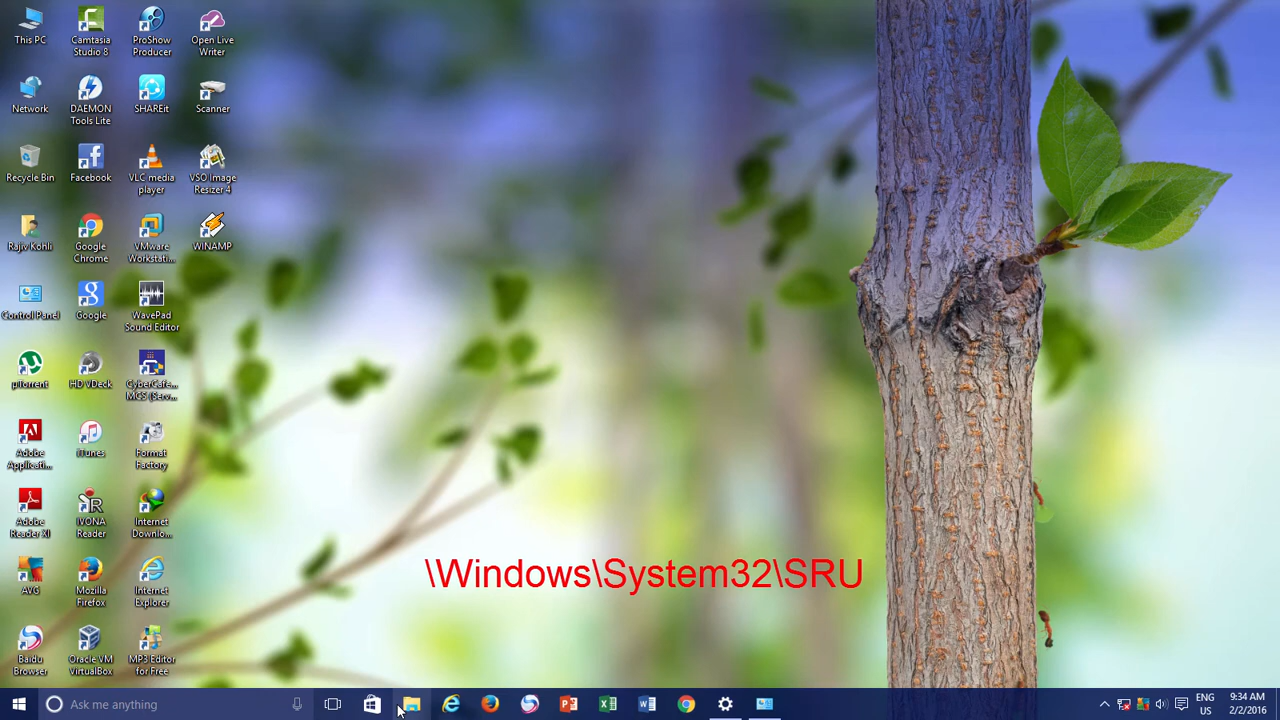 This PC
Camtasia
Studio 8
ProShow
Producer
Open Live
Writer
Network
DAEMON
Tools Lite
SHAREit
Scanner
Recycle Bin
Facebook
VLC media
player
VSO Image
Resizer 4
Rajiv Kohli
Google
Chrome
VMware
Workstati...
WINAMP
Control Panel
Google
WavePad
Sound Editor
µTorrent
HD VDeck
CyberCafe...
MCS (Serv...
Adobe
Applicati...
iTunes
Format
Factory
Adobe
Reader XI
IVONA
Reader
Internet
Downlo...
AVG
Mozilla
Firefox
Internet
Explorer
Baidu
Browser
Oracle VM
VirtualBox
MP3 Editor
for Free
\Windows\System32\SRU
Ask me anything
ENG
US
9:34 AM
2/2/2016